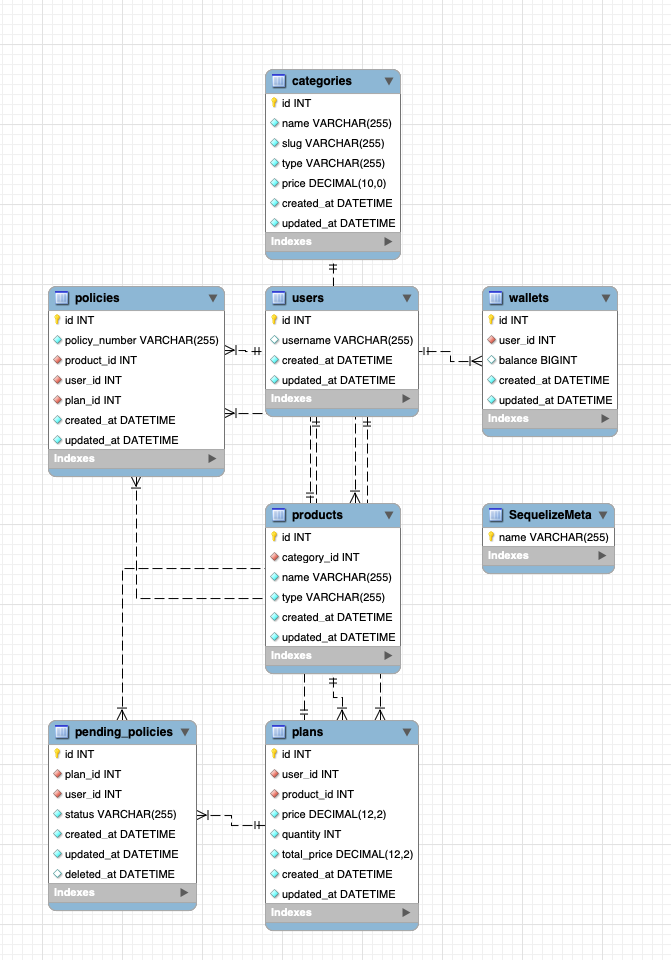 categories
id INT
name VARCHAR(255)
slug VARCHAR(255)
type VARCHAR(255)
price DECIMAL(10,0)
created_at DATETIME
updated_at DATETIME
Indexes
policies
id INT
policy_number VARCHAR(255)
product_id INT
user_id INT
plan_id INT
created_at DATETIME
updated_at DATETIME
Indexes
users
id INT
username VARCHAR(255)
created_at DATETIME
updated_at DATETIME
Indexes
wallets
id INT
user_id INT
balance BIGINT
created_at DATETIME
updated_at DATETIME
Indexes
products
id INT
category_id INT
name VARCHAR(255)
type VARCHAR(255)
created_at DATETIME
updated_at DATETIME
Indexes
SequelizeMeta
name VARCHAR(255)
Indexes
pending_policies
id INT
plan_id INT
user_id INT
status VARCHAR(255)
created_at DATETIME
updated_at DATETIME
deleted_at DATETIME
Indexes
plans
id INT
user_id INT
product_id INT
price DECIMAL(12,2)
quantity INT
total_price DECIMAL(12,2)
created_at DATETIME
updated_at DATETIME
Indexes